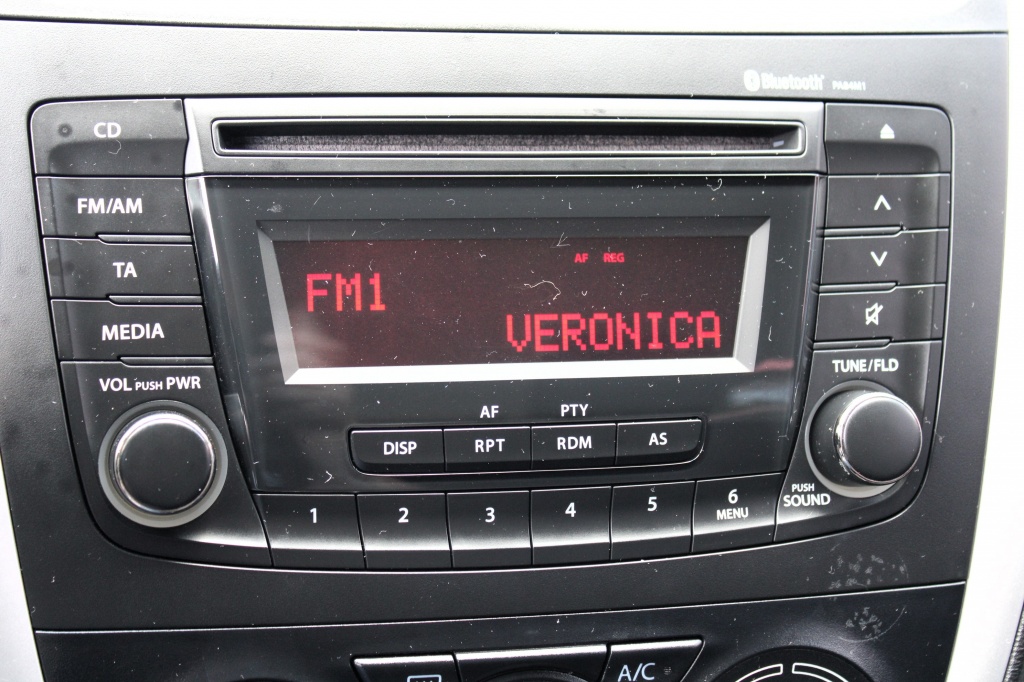 Bluetooth PA84M1
CD
FM/AM
TA
MEDIA
VOL PUSH PWR
AF REG
FM1
VERONICA
TUNE/FLD
AF PTY
DISP RPT RDM AS
PUSH
SOUND
1 2 3 4 5 6
MENU
A/C